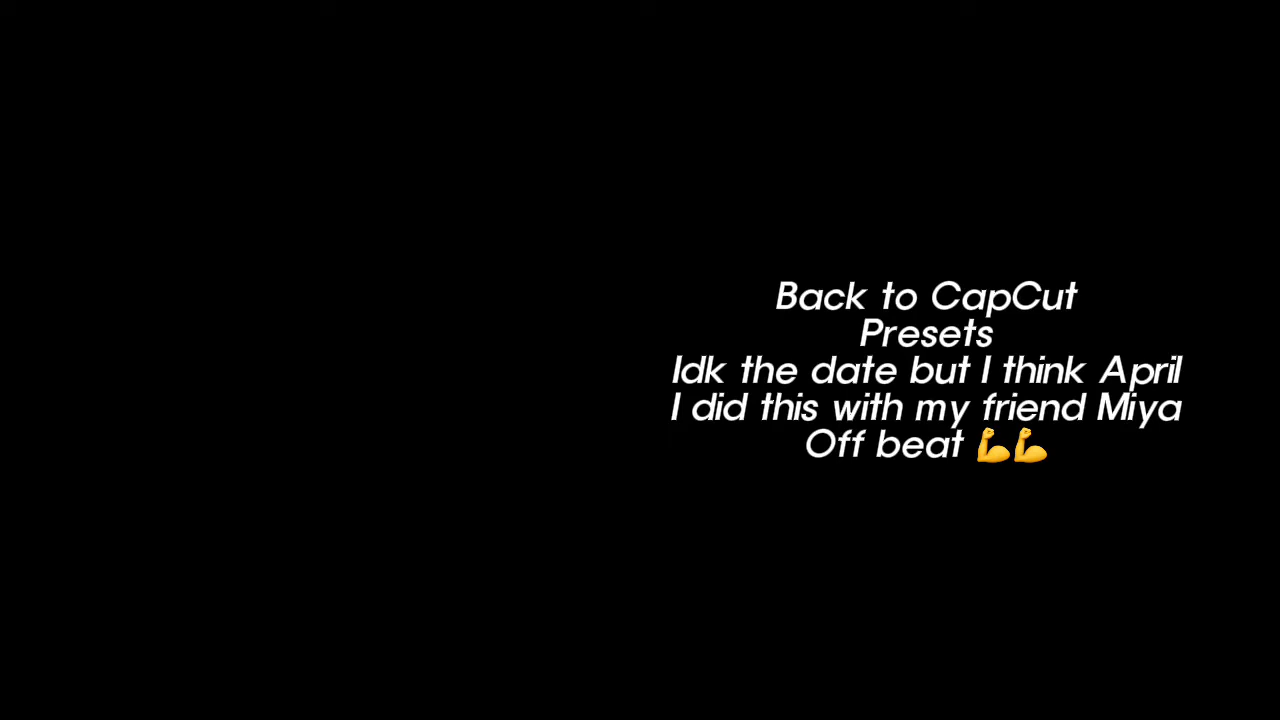 Back to CapCut
Presets
Idk the date but I think April
I did this with my friend Miya
Off beat 💪💪